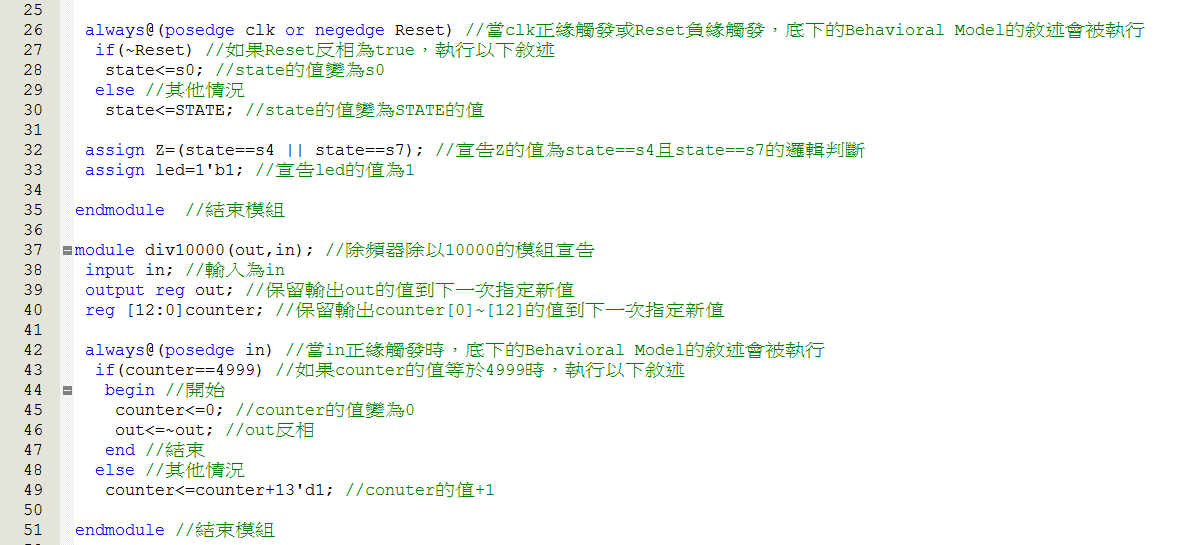 25
26 always@(posedge clk or negedge Reset) //當clk正緣觸發或Reset負緣觸發，底下的Behavioral Model的敘述會被執行
27 if(~Reset) //如果Reset反相為true，執行以下敘述
28 state<=s0; //state的值變為s0
29 else //其他情況
30 state<=STATE; //state的值變為STATE的值
31
32 assign Z=(state==s4 || state==s7); //宣告Z的值為state==s4且state==s7的邏輯判斷
33 assign led=1'b1; //宣告led的值為1
34
35 endmodule //結束模組
36
37 module div10000(out,in); //除頻器除以10000的模組宣告
38 input in; //輸入為in
39 output reg out; //保留輸出out的值到下一次指定新值
40 reg [12:0]counter; //保留輸出counter[0]~[12]的值到下一次指定新值
41
42 always@(posedge in) //當in正緣觸發時，底下的Behavioral Model的敘述會被執行
43 if(counter==4999) //如果counter的值等於4999時，執行以下敘述
44 begin //開始
45 counter<=0; //counter的值變為0
46 out<=~out; //out反相
47 end //結束
48 else //其他情況
49 counter<=counter+13'd1; //conuter的值+1
50
51 endmodule //結束模組